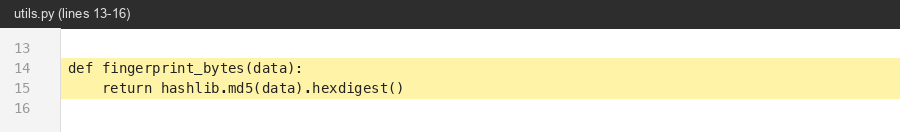 utils.py (lines 13-16)
13
14 def fingerprint_bytes(data):
15     return hashlib.md5(data).hexdigest()
16